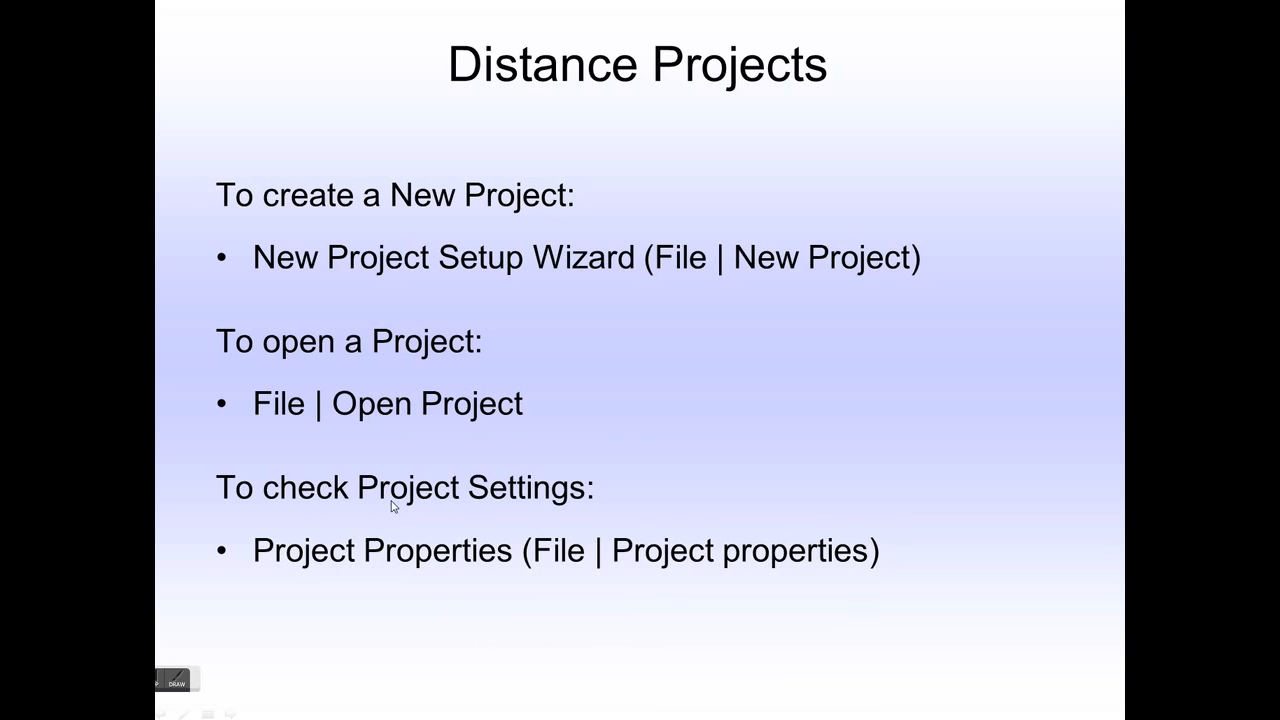 Distance Projects
To create a New Project:
• New Project Setup Wizard (File | New Project)
To open a Project:
• File | Open Project
To check Project Settings:
• Project Properties (File | Project properties)
P DRAW